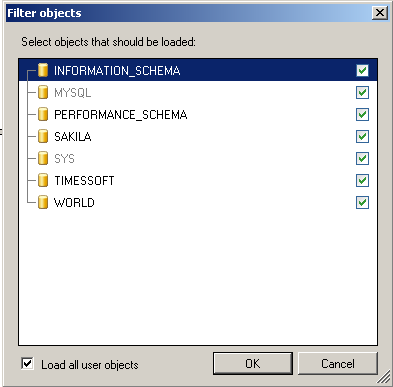 Filter objects
Select objects that should be loaded:
INFORMATION_SCHEMA
MYSQL
PERFORMANCE_SCHEMA
SAKILA
SYS
TIMESSOFT
WORLD
Load all user objects
OK
Cancel